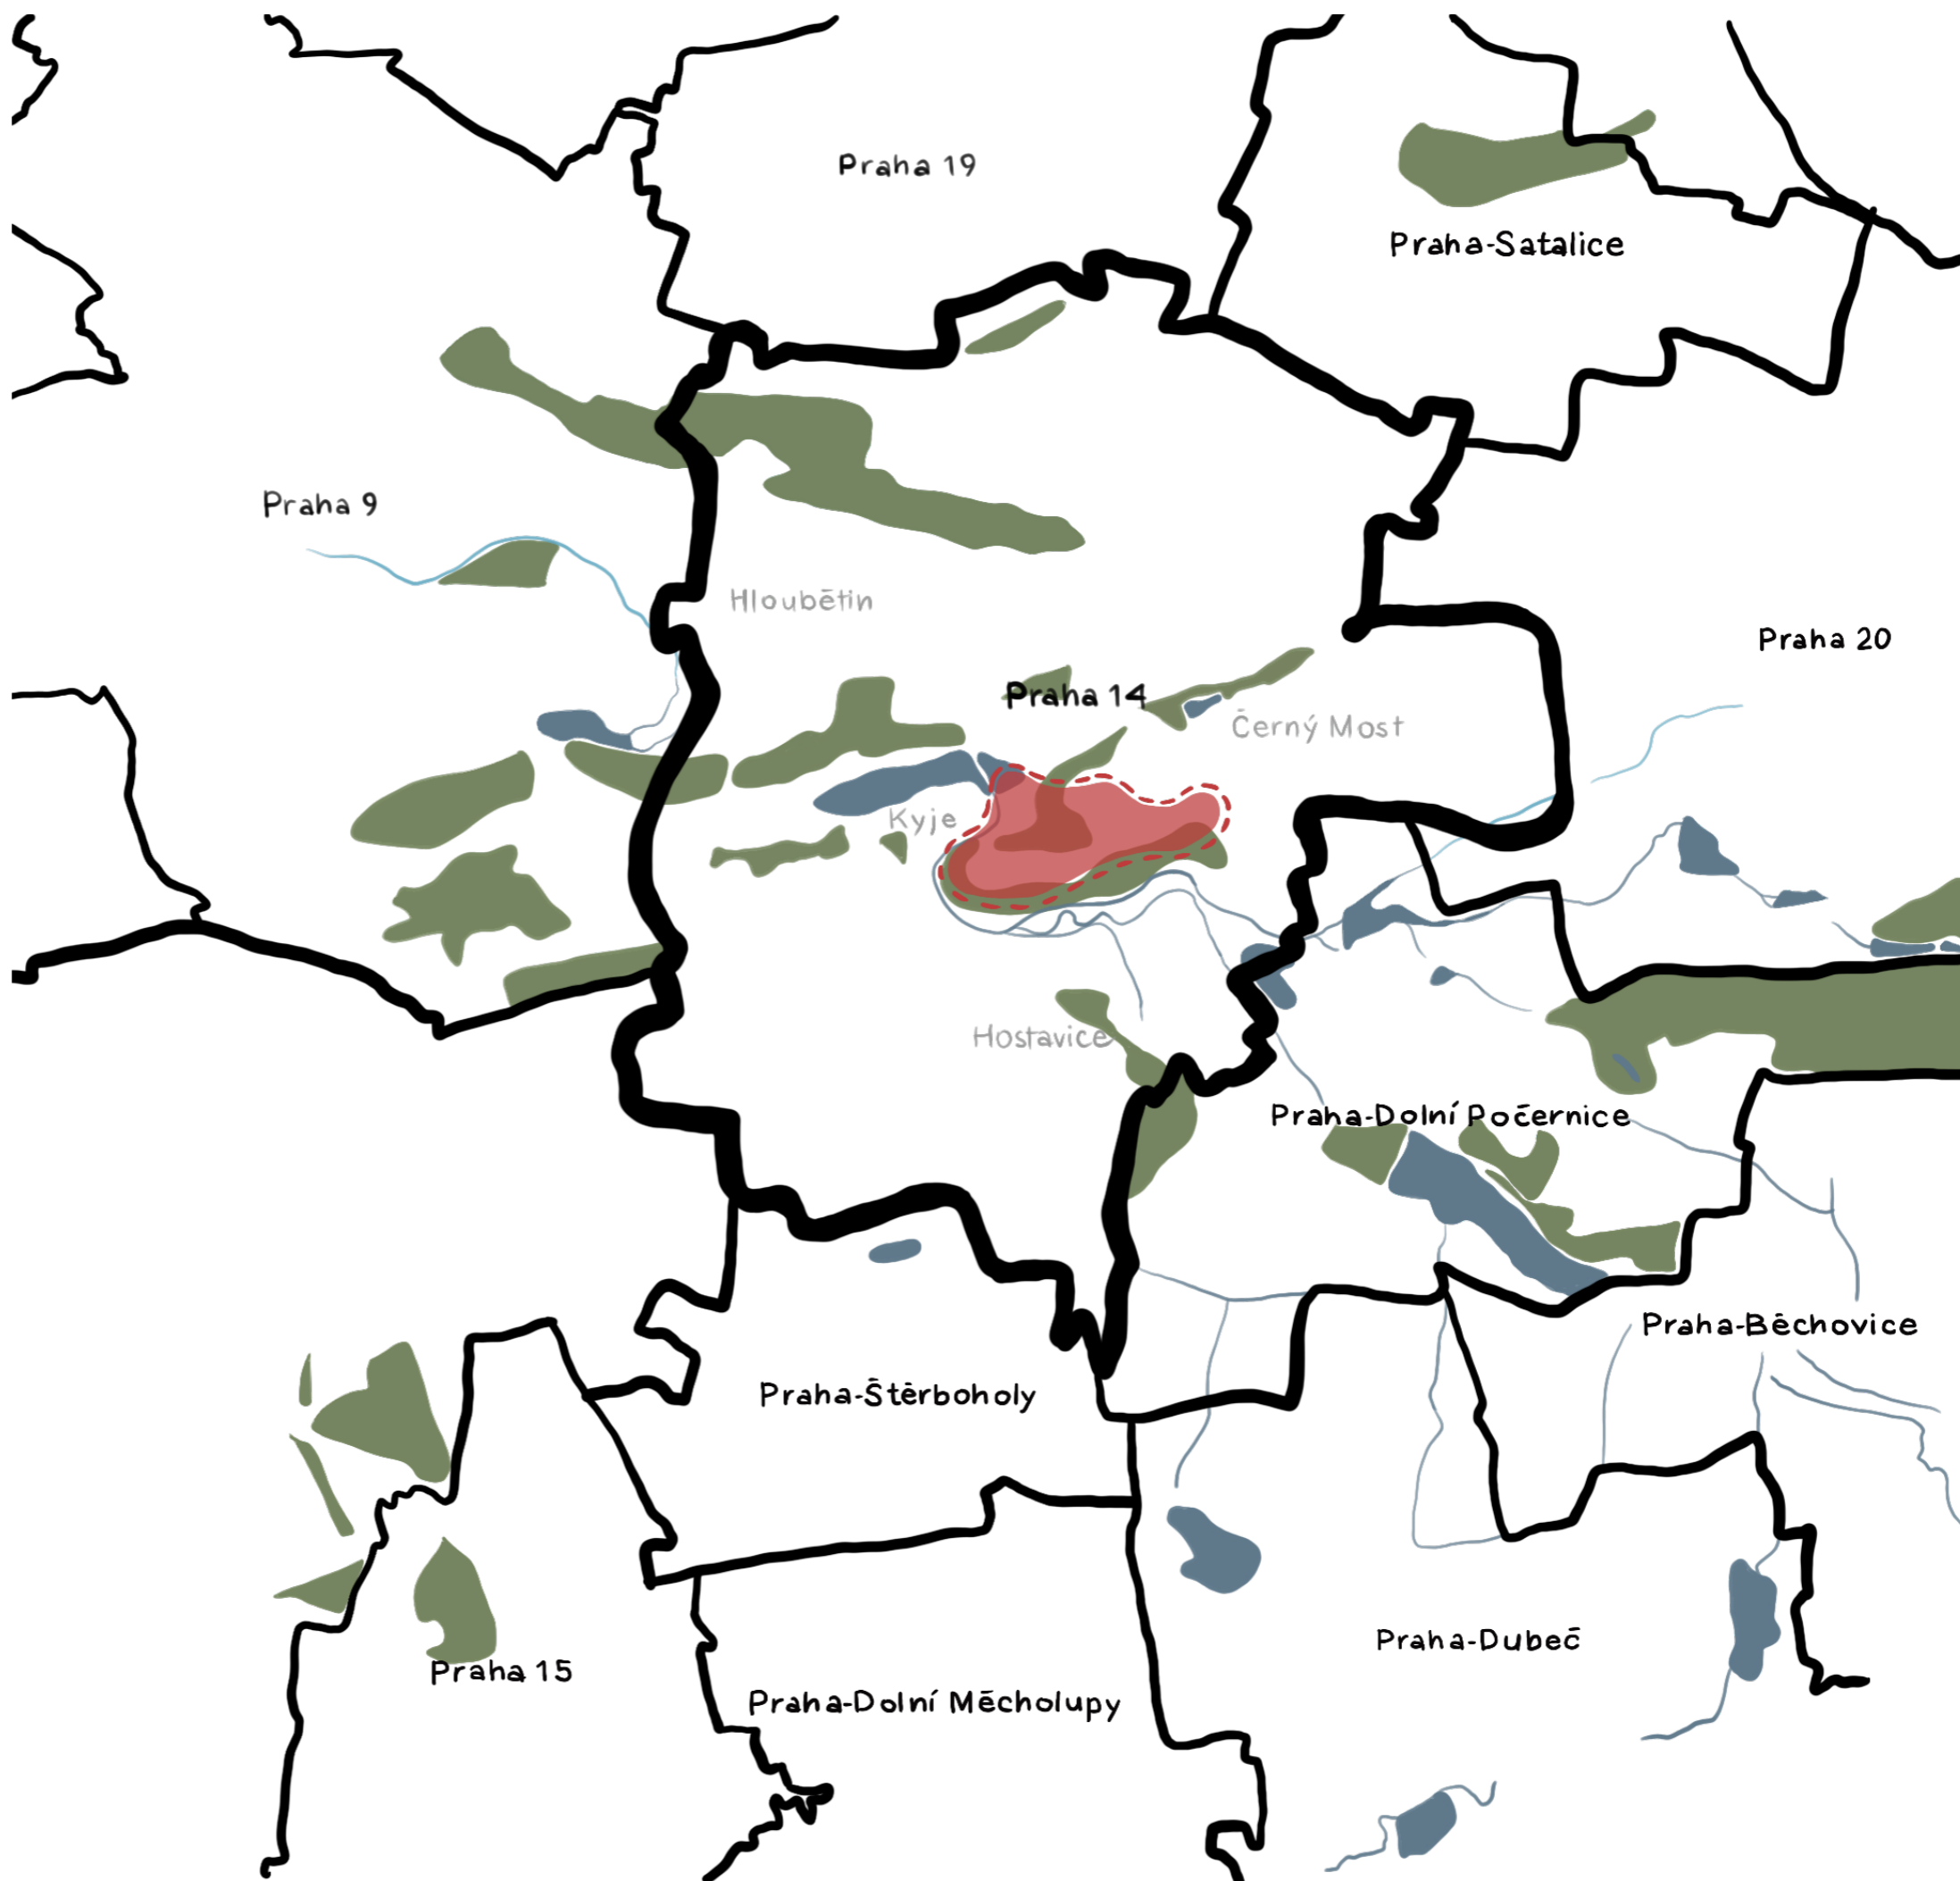 Praha 19
Praha-Satalice
Praha 9
Hloubětin
Praha 20
Praha 14
Černý Most
Kyje
Hostavice
Praha-Dolní Počernice
Praha-Běchovice
Praha-Štěrboholy
Praha-Dubeč
Praha 15
Praha-Dolní Měcholupy